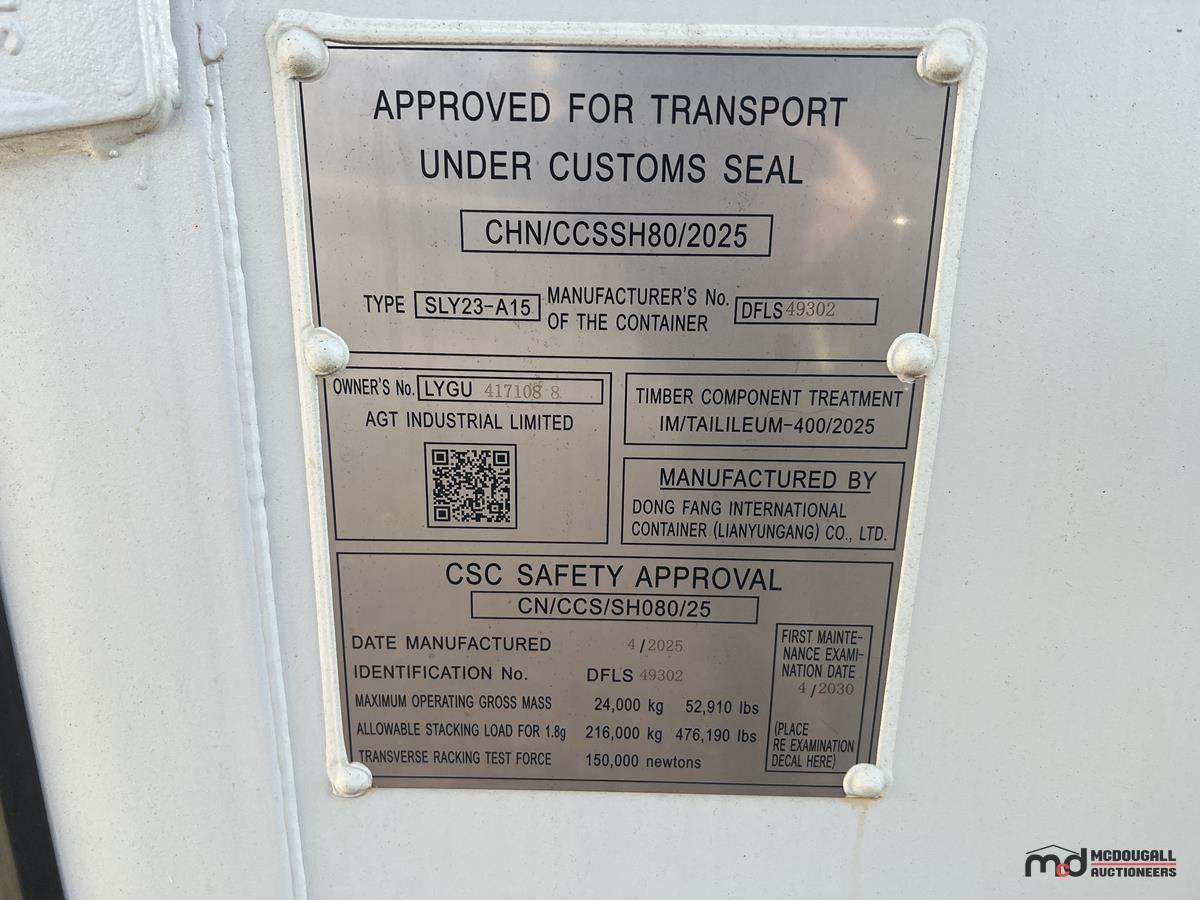 APPROVED FOR TRANSPORT
UNDER CUSTOMS SEAL
CHN/CCSSH80/2025
TYPE SLY23-A15 MANUFACTURER'S No. OF THE CONTAINER DFLS 49302
OWNER'S No. LYGU 417108 8
AGT INDUSTRIAL LIMITED
TIMBER COMPONENT TREATMENT
IM/TAILILEUM-400/2025
MANUFACTURED BY
DONG FANG INTERNATIONAL
CONTAINER (LIANYUNGANG) CO., LTD.
CSC SAFETY APPROVAL
CN/CCS/SH080/25
DATE MANUFACTURED 4/2025
IDENTIFICATION No. DFLS 49302
MAXIMUM OPERATING GROSS MASS 24,000 kg 52,910 lbs
ALLOWABLE STACKING LOAD FOR 1.8g 216,000 kg 476,190 lbs
TRANSVERSE RACKING TEST FORCE 150,000 newtons
FIRST MAINTE-
NANCE EXAMI-
NATION DATE
4/2030
(PLACE
RE EXAMINATION
DECAL HERE)
mcd MCDOUGALL
AUCTIONEERS